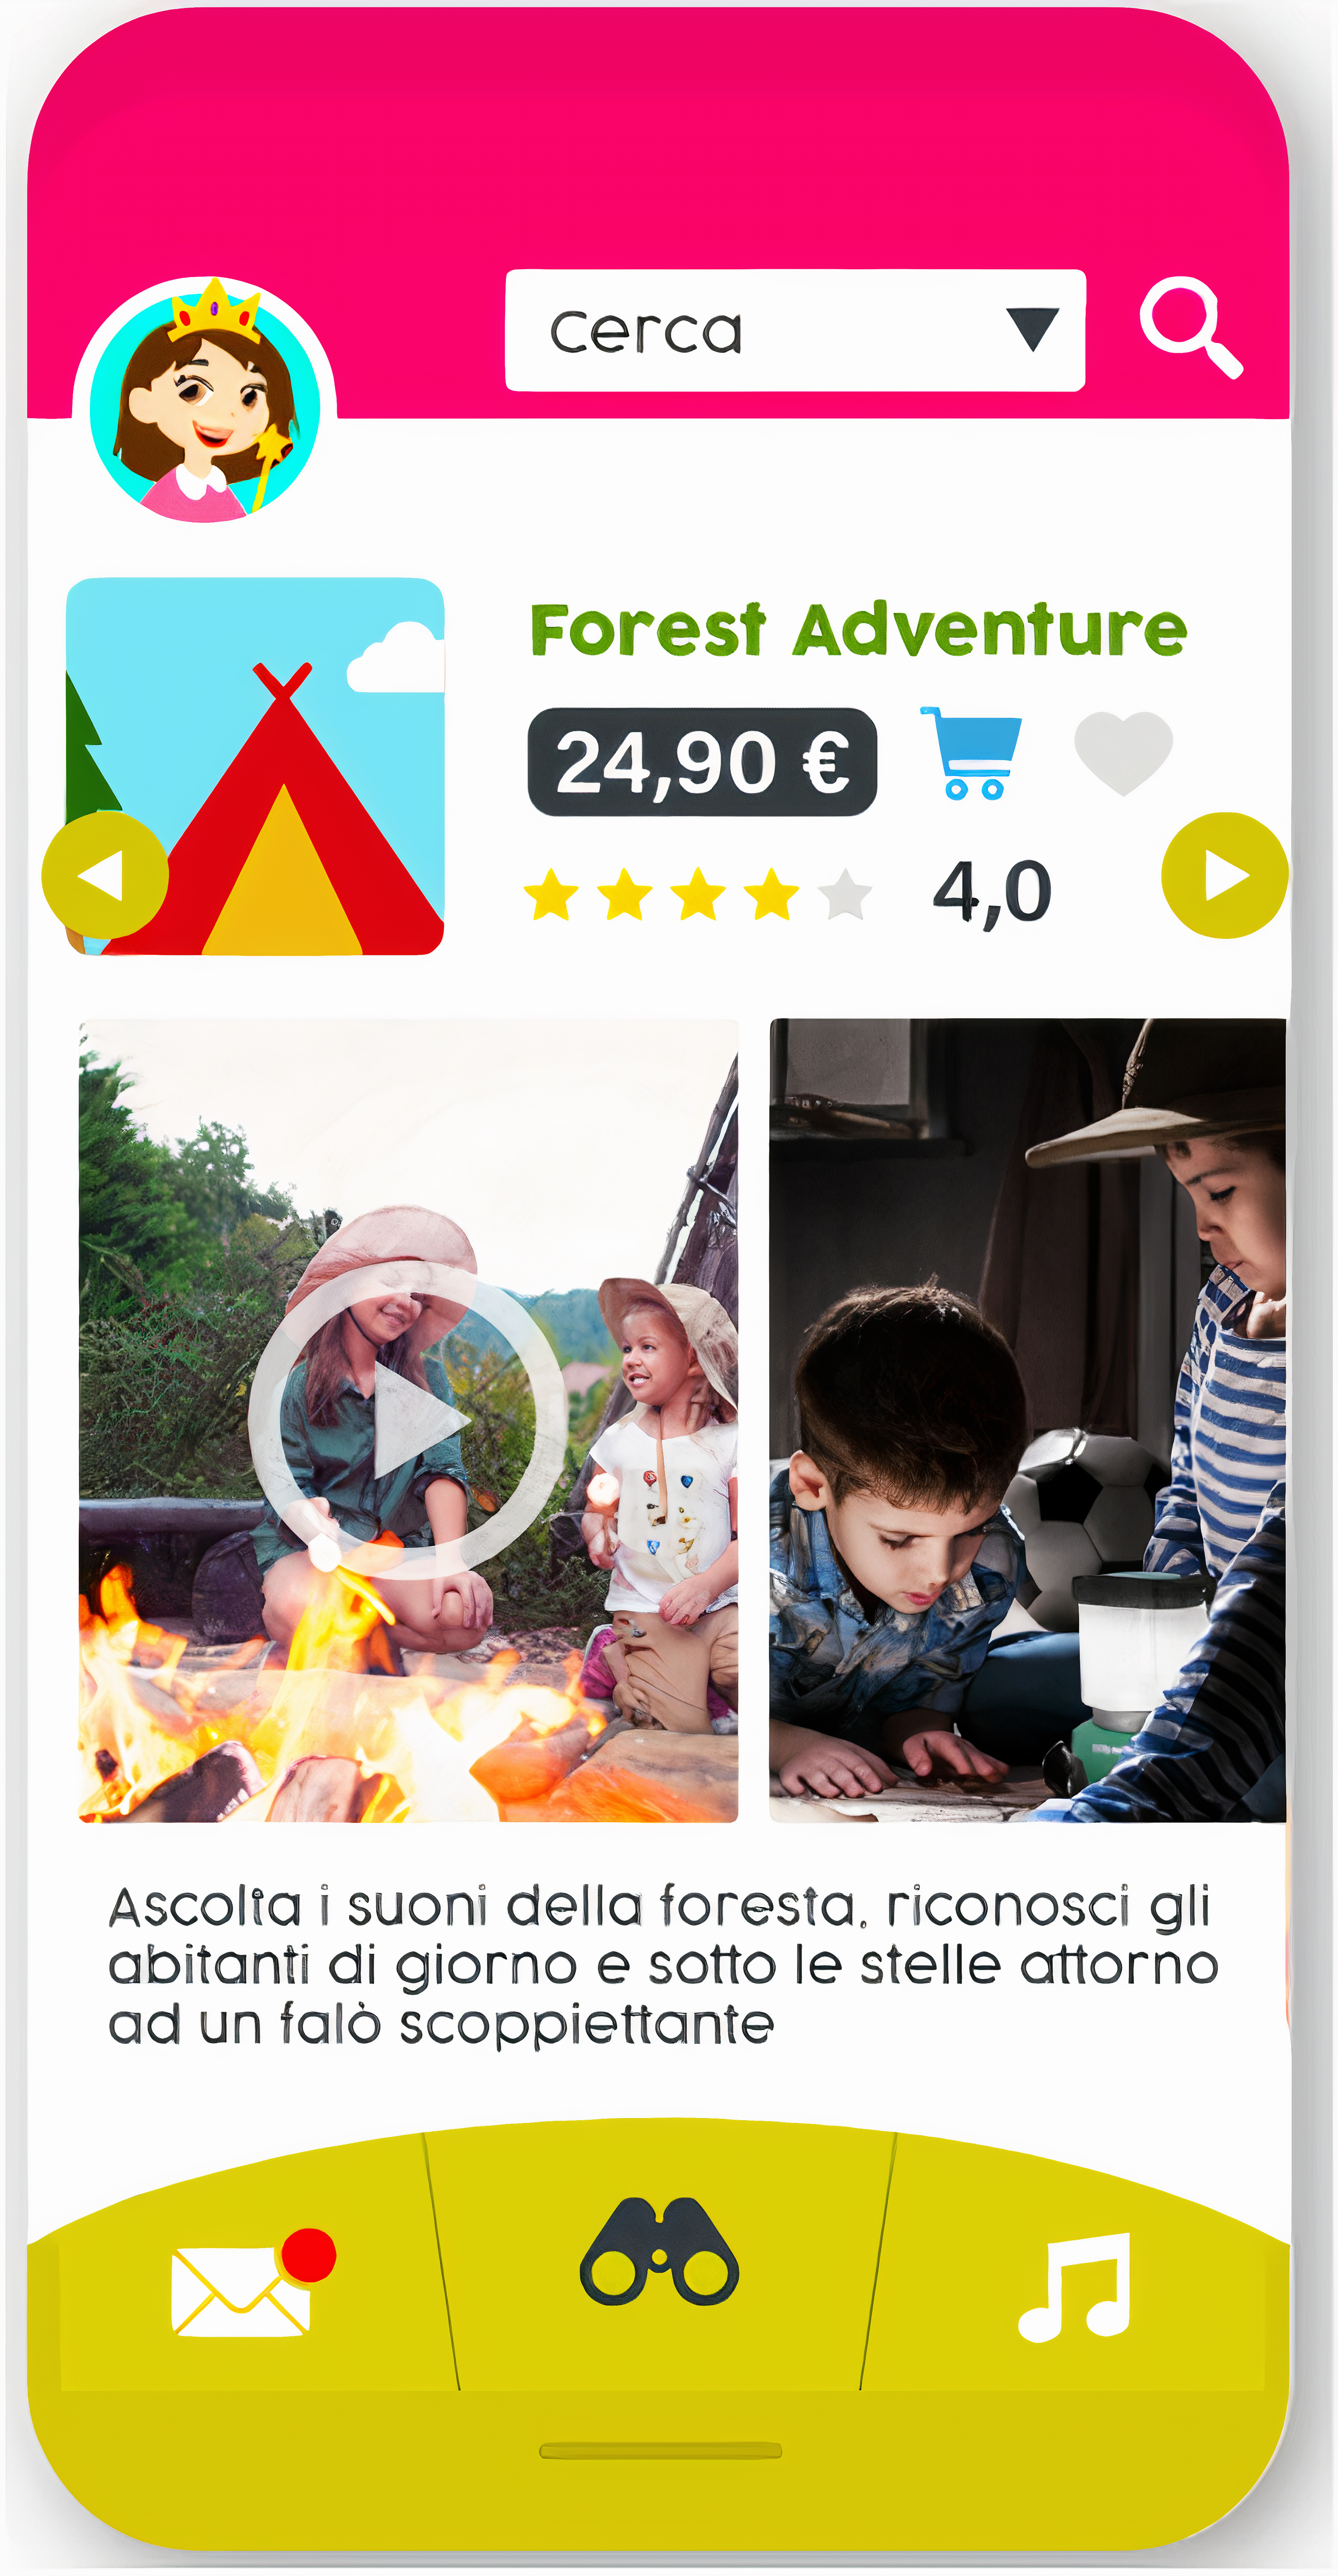 Cerca
Forest Adventure
24,90 €
4,0
Ascolta i suoni della foresta, riconosci gli
abitanti di giorno e sotto le stelle attorno
ad un falò scoppiettante